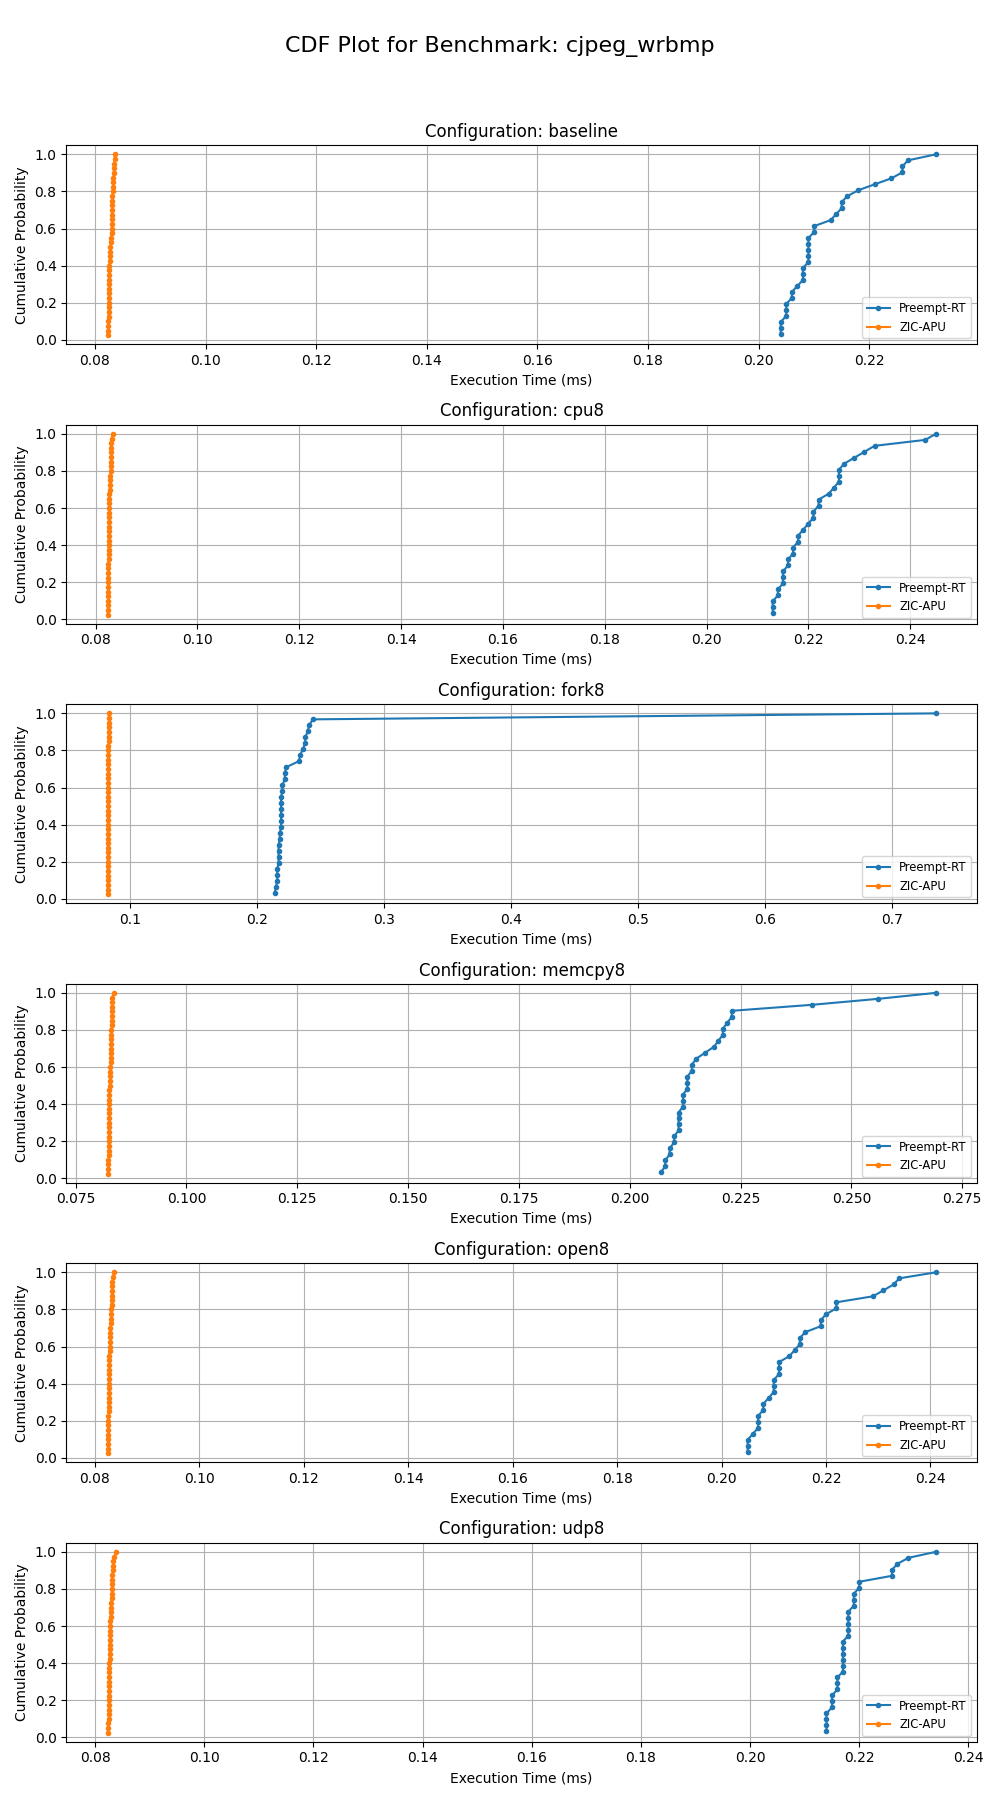 CDF Plot for Benchmark: cjpeg_wrbmp
Configuration: baseline
Cumulative Probability
1.0
0.8
0.6
0.4
0.2
0.0
Preempt-RT
ZIC-APU
0.08 0.10 0.12 0.14 0.16 0.18 0.20 0.22
Execution Time (ms)
Configuration: cpu8
Cumulative Probability
1.0
0.8
0.6
0.4
0.2
0.0
Preempt-RT
ZIC-APU
0.08 0.10 0.12 0.14 0.16 0.18 0.20 0.22 0.24
Execution Time (ms)
Configuration: fork8
Cumulative Probability
1.0
0.8
0.6
0.4
0.2
0.0
Preempt-RT
ZIC-APU
0.1 0.2 0.3 0.4 0.5 0.6 0.7
Execution Time (ms)
Configuration: memcpy8
Cumulative Probability
1.0
0.8
0.6
0.4
0.2
0.0
Preempt-RT
ZIC-APU
0.075 0.100 0.125 0.150 0.175 0.200 0.225 0.250 0.275
Execution Time (ms)
Configuration: open8
Cumulative Probability
1.0
0.8
0.6
0.4
0.2
0.0
Preempt-RT
ZIC-APU
0.08 0.10 0.12 0.14 0.16 0.18 0.20 0.22 0.24
Execution Time (ms)
Configuration: udp8
Cumulative Probability
1.0
0.8
0.6
0.4
0.2
0.0
Preempt-RT
ZIC-APU
0.08 0.10 0.12 0.14 0.16 0.18 0.20 0.22 0.24
Execution Time (ms)